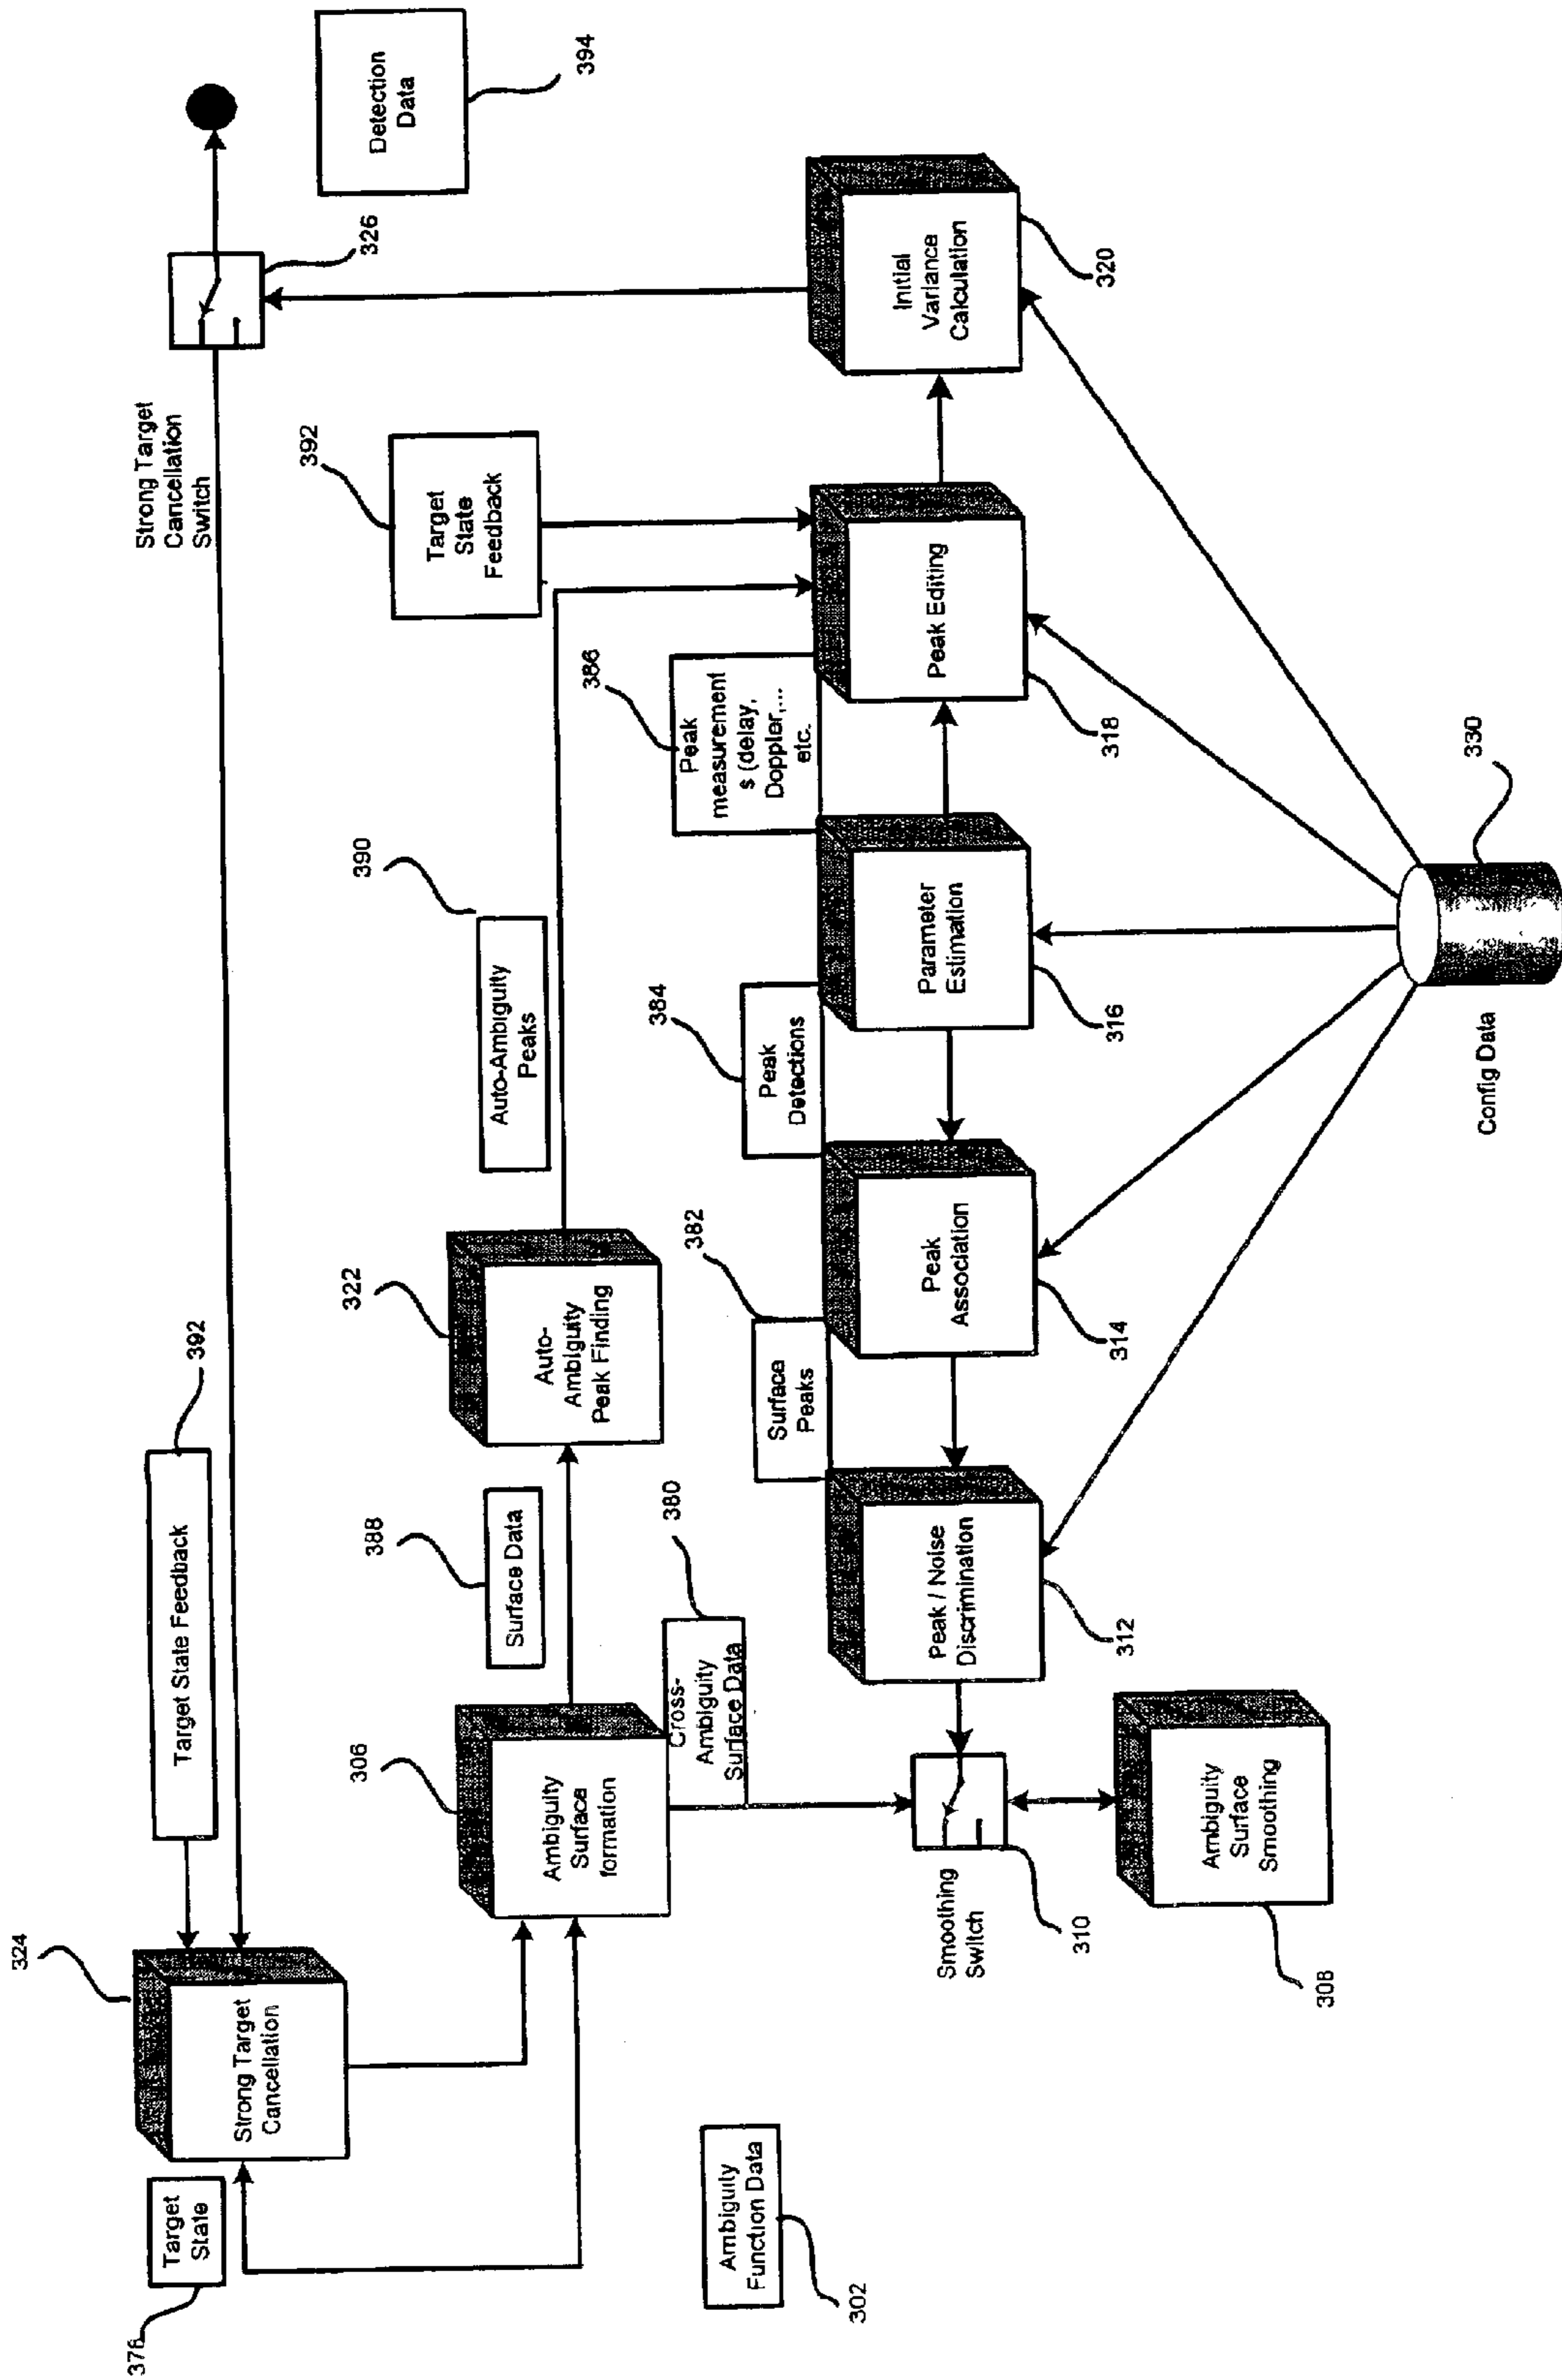 324
376
Target
State
Strong Target
Cancellation
Target State Feedback
392
Strong Target
Cancellation
Switch
326
Detection
Data
394
306
Ambiguity
Surface
formation
388
Surface Data
322
Auto-
Ambiguity
Peak Finding
390
Auto-Ambiguity
Peaks
392
Target
State
Feedback
302
Ambiguity
Function Data
380
Cross-
Ambiguity
Surface Data
382
Surface
Peaks
384
Peak
Detections
386
Peak
measurement
s (delay,
Doppler,...
etc.
Peak / Noise
Discrimination
312
Peak
Association
314
Parameter
Estimation
316
Peak Editing
318
Initial
Variance
Calculation
320
Smoothing
Switch
310
Ambiguity
Surface
Smoothing
308
Config Data
330